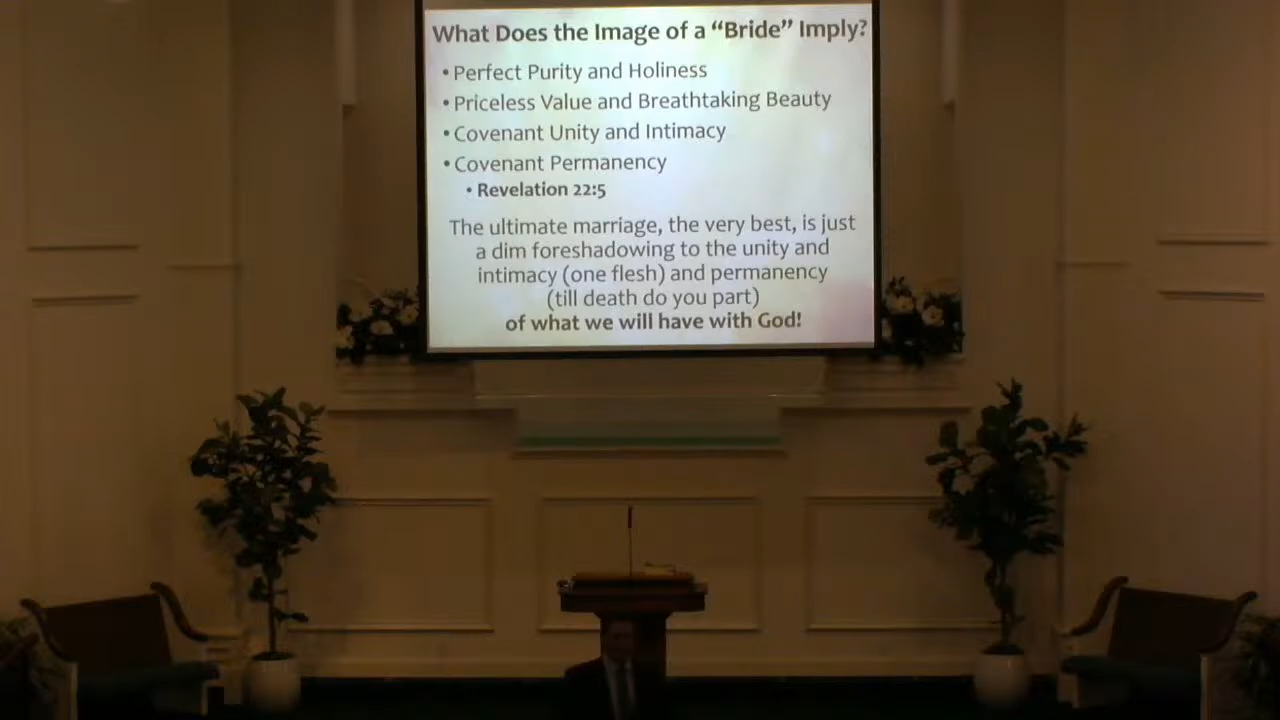 What Does the Image of a “Bride” Imply?
• Perfect Purity and Holiness
• Priceless Value and Breathtaking Beauty
• Covenant Unity and Intimacy
• Covenant Permanency
• Revelation 22:5
The ultimate marriage, the very best, is just
a dim foreshadowing to the unity and
intimacy (one flesh) and permanency
(till death do you part)
of what we will have with God!